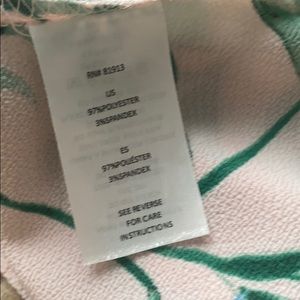 RN# 81913
US
97%POLYESTER
3%SPANDEX
ES
97%POLIÉSTER
3%SPANDEX
SEE REVERSE
FOR CARE
INSTRUCTIONS